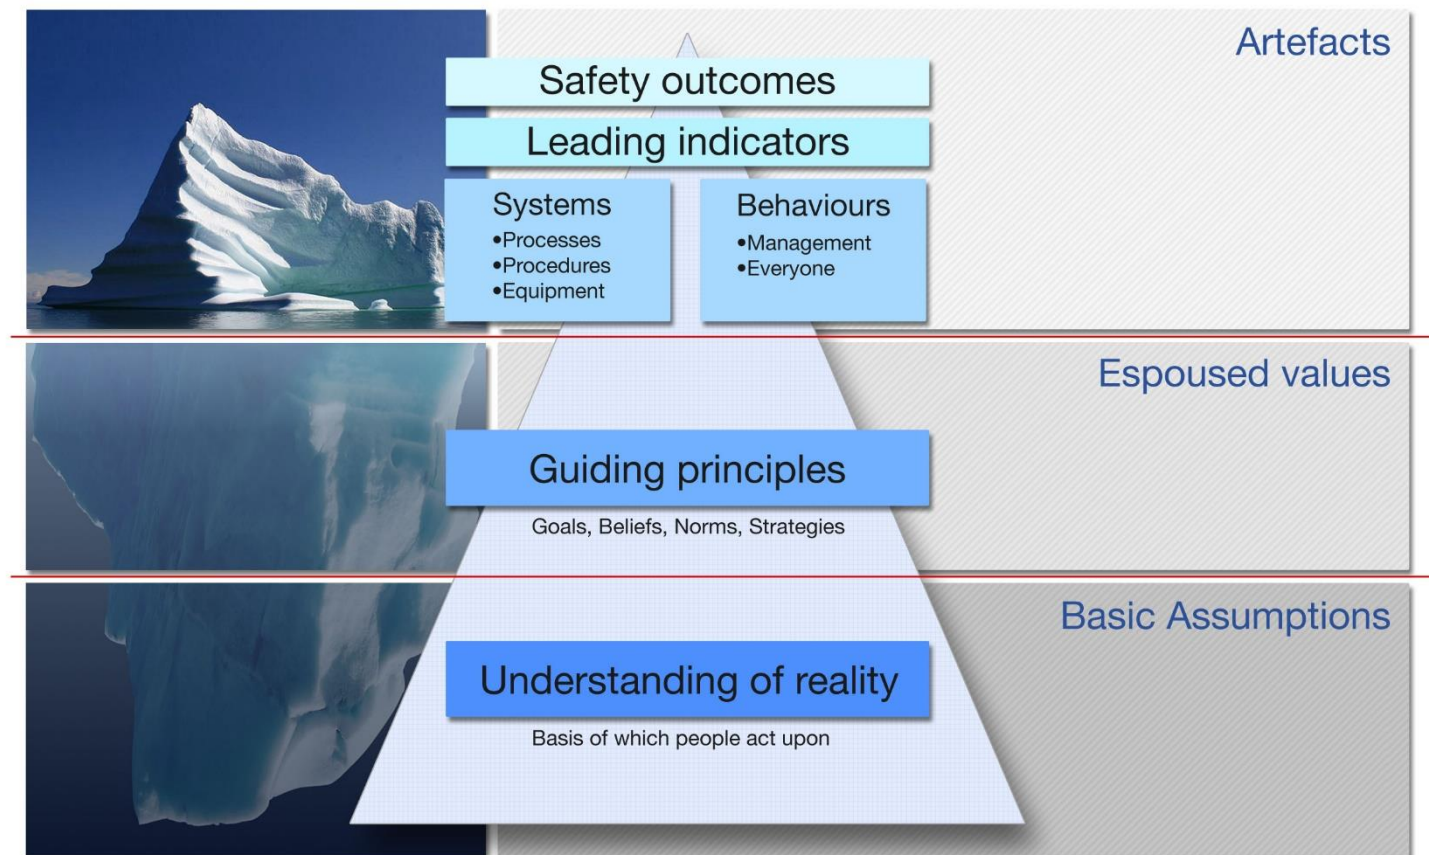 Artefacts
Safety outcomes
Leading indicators
Systems
•Processes
•Procedures
•Equipment
Behaviours
•Management
•Everyone
Espoused values
Guiding principles
Goals, Beliefs, Norms, Strategies
Basic Assumptions
Understanding of reality
Basis of which people act upon